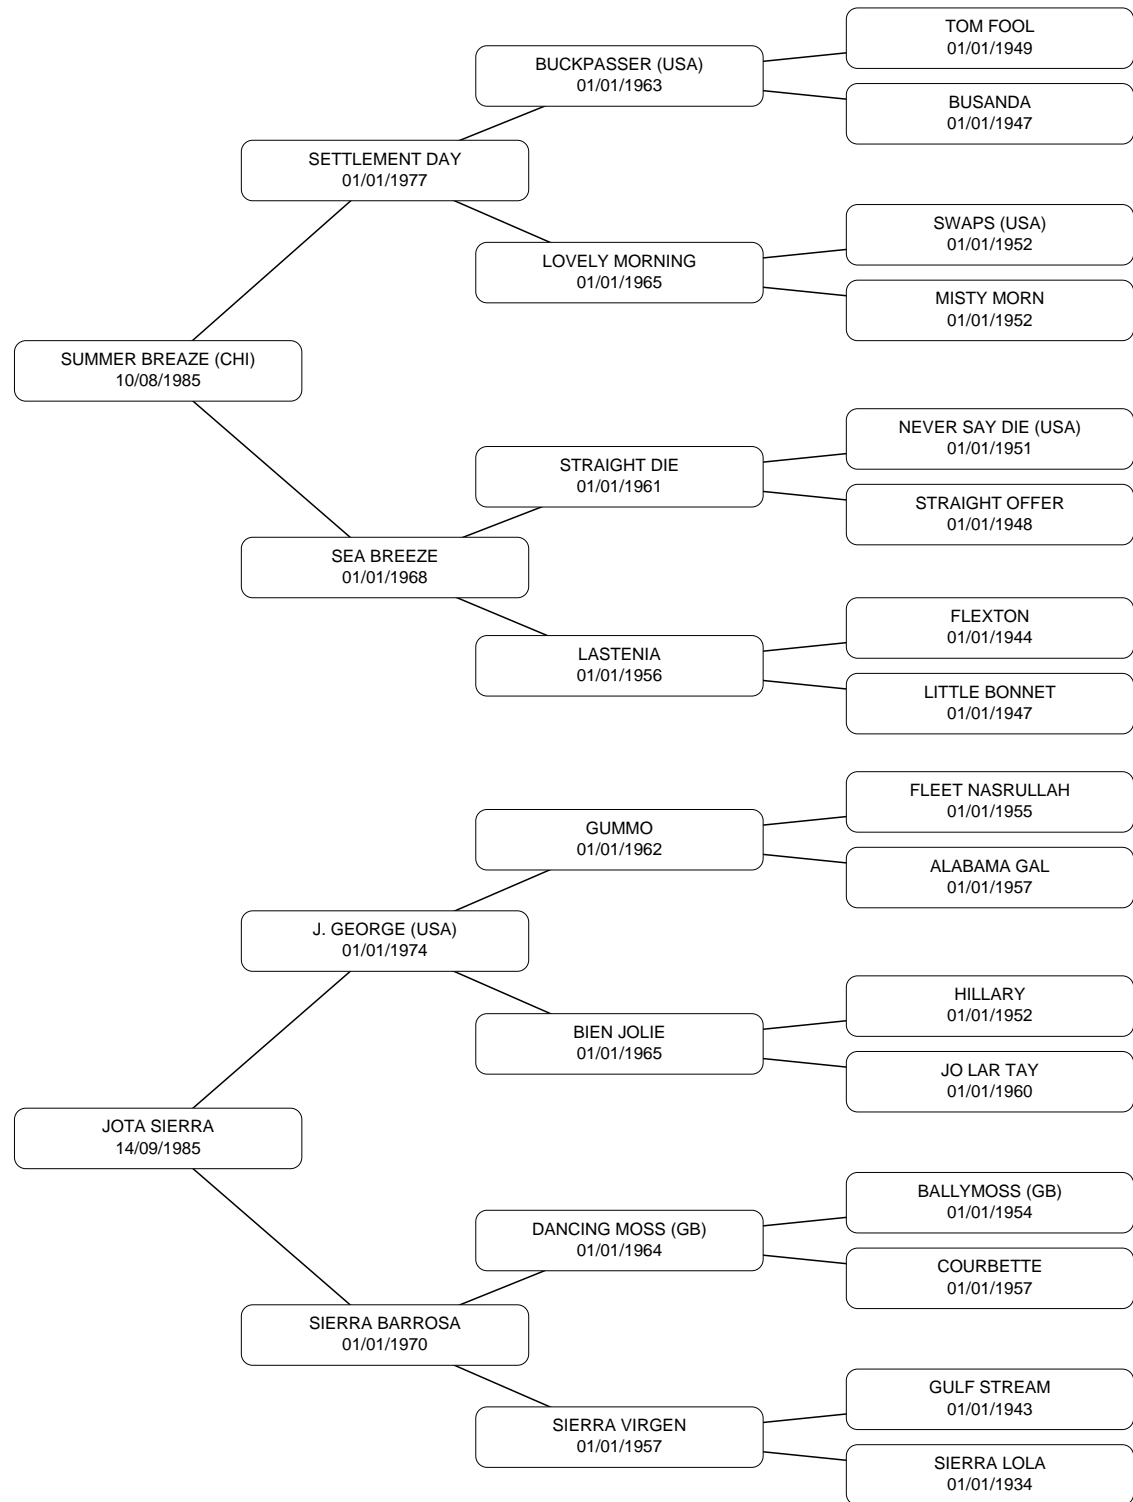 TOM FOOL
01/01/1949
BUCKPASSER (USA)
01/01/1963
BUSANDA
01/01/1947
SETTLEMENT DAY
01/01/1977
SWAPS (USA)
01/01/1952
LOVELY MORNING
01/01/1965
MISTY MORN
01/01/1952
SUMMER BREAZE (CHI)
10/08/1985
NEVER SAY DIE (USA)
01/01/1951
STRAIGHT DIE
01/01/1961
STRAIGHT OFFER
01/01/1948
SEA BREEZE
01/01/1968
FLEXTON
01/01/1944
LASTENIA
01/01/1956
LITTLE BONNET
01/01/1947
FLEET NASRULLAH
01/01/1955
GUMMO
01/01/1962
ALABAMA GAL
01/01/1957
J. GEORGE (USA)
01/01/1974
HILLARY
01/01/1952
BIEN JOLIE
01/01/1965
JO LAR TAY
01/01/1960
JOTA SIERRA
14/09/1985
BALLYMOSS (GB)
01/01/1954
DANCING MOSS (GB)
01/01/1964
COURBETTE
01/01/1957
SIERRA BARROSA
01/01/1970
GULF STREAM
01/01/1943
SIERRA VIRGEN
01/01/1957
SIERRA LOLA
01/01/1934